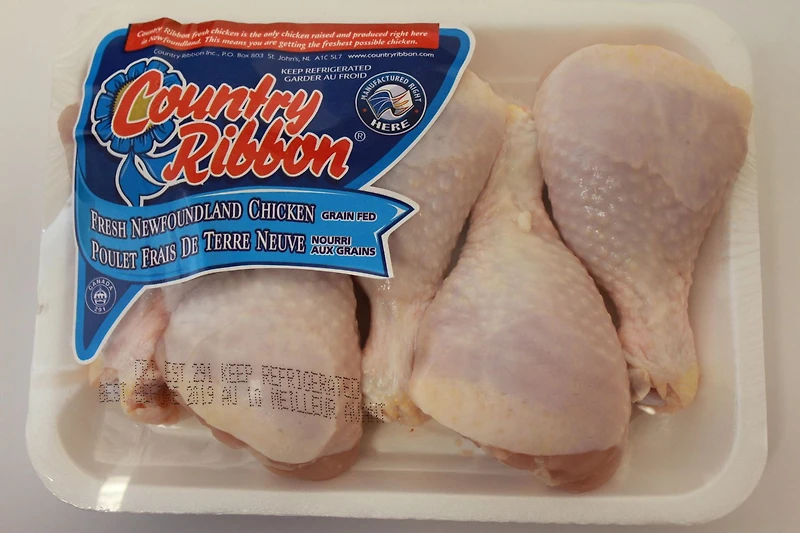 Country Ribbon fresh chicken is the only chicken raised and produced right here
in Newfoundland. This means you are getting the freshest possible chicken.
Country Ribbon Inc., P.O. Box 803 St. John's, NL A1C 5L7 www.countryribbon.com
KEEP REFRIGERATED
GARDER AU FROID
MANUFACTURED RIGHT
HERE
Country
Ribbon®
FRESH NEWFOUNDLAND CHICKEN GRAIN FED
POULET FRAIS DE TERRE NEUVE NOURRI
AUX GRAINS
CANADA
291
EST 291 KEEP REFRIGERATED
2019 AU MEILLEUR